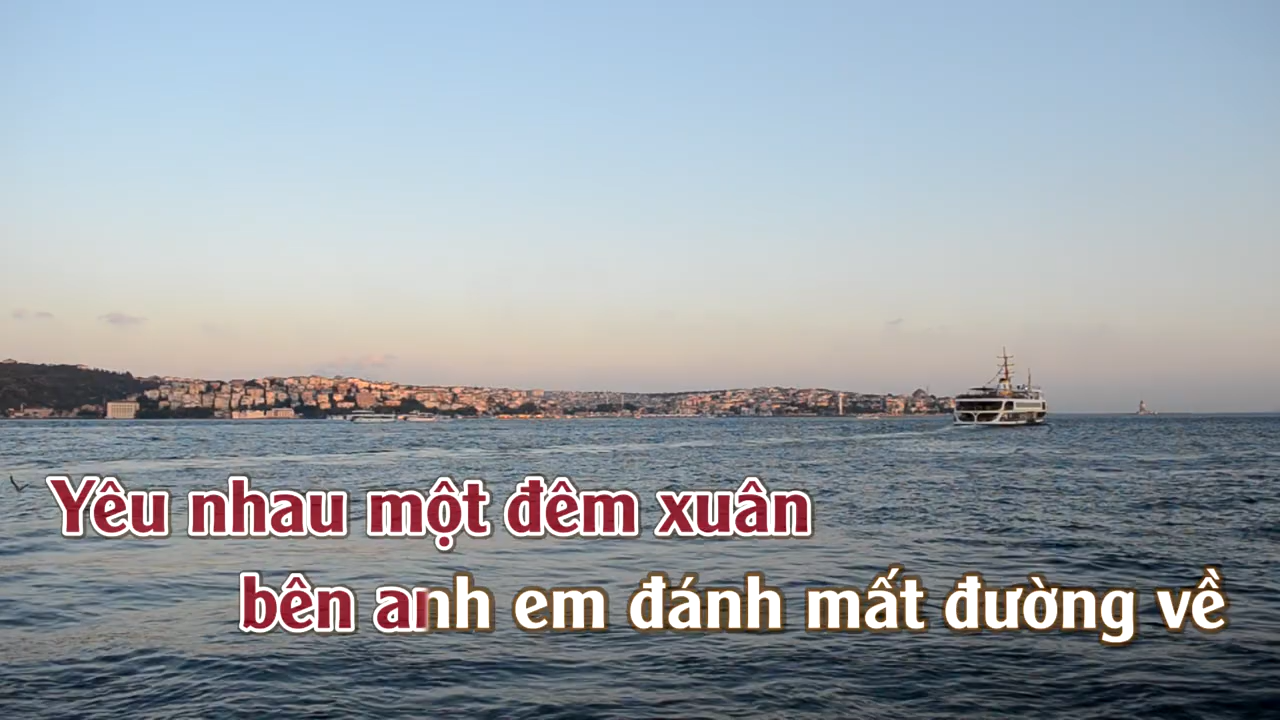 Yêu nhau một đêm xuân
bên anh em đánh mất đường về